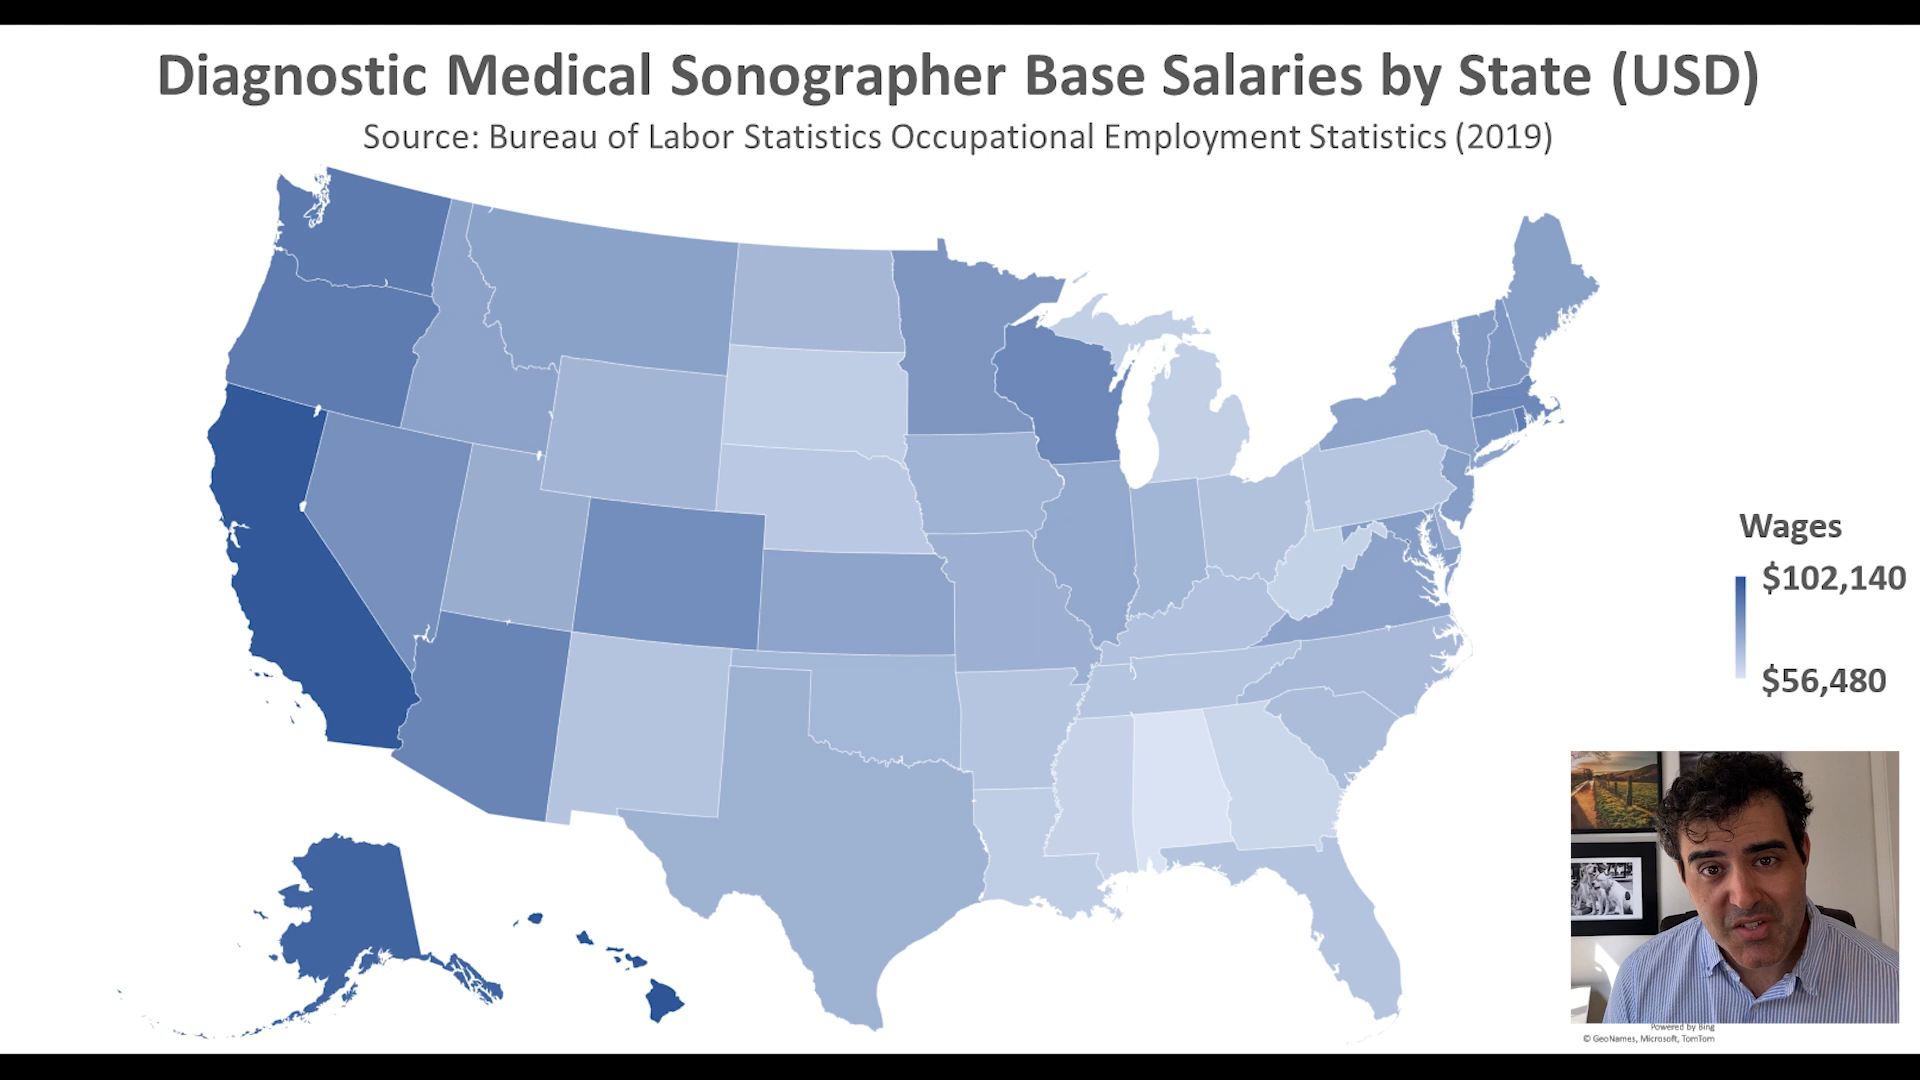 Diagnostic Medical Sonographer Base Salaries by State (USD)
Source: Bureau of Labor Statistics Occupational Employment Statistics (2019)
Wages
$102,140
$56,480
Powered by Bing
© GeoNames, Microsoft, TomTom